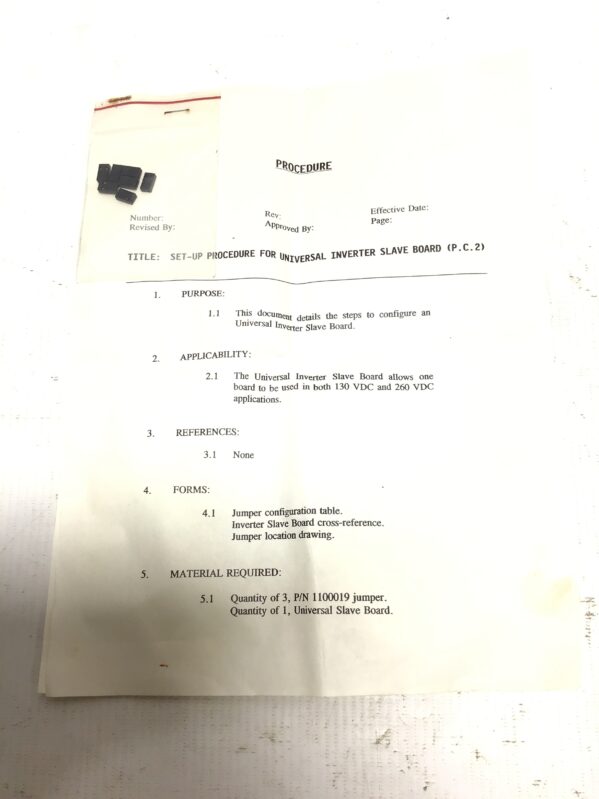 PROCEDURE
Number: Rev: Effective Date:
Revised By: Approved By: Page:
TITLE: SET-UP PROCEDURE FOR UNIVERSAL INVERTER SLAVE BOARD (P.C.2)
1. PURPOSE:
1.1 This document details the steps to configure an
Universal Inverter Slave Board.
2. APPLICABILITY:
2.1 The Universal Inverter Slave Board allows one
board to be used in both 130 VDC and 260 VDC
applications.
3. REFERENCES:
3.1 None
4. FORMS:
4.1 Jumper configuration table.
Inverter Slave Board cross-reference.
Jumper location drawing.
5. MATERIAL REQUIRED:
5.1 Quantity of 3, P/N 1100019 jumper.
Quantity of 1, Universal Slave Board.